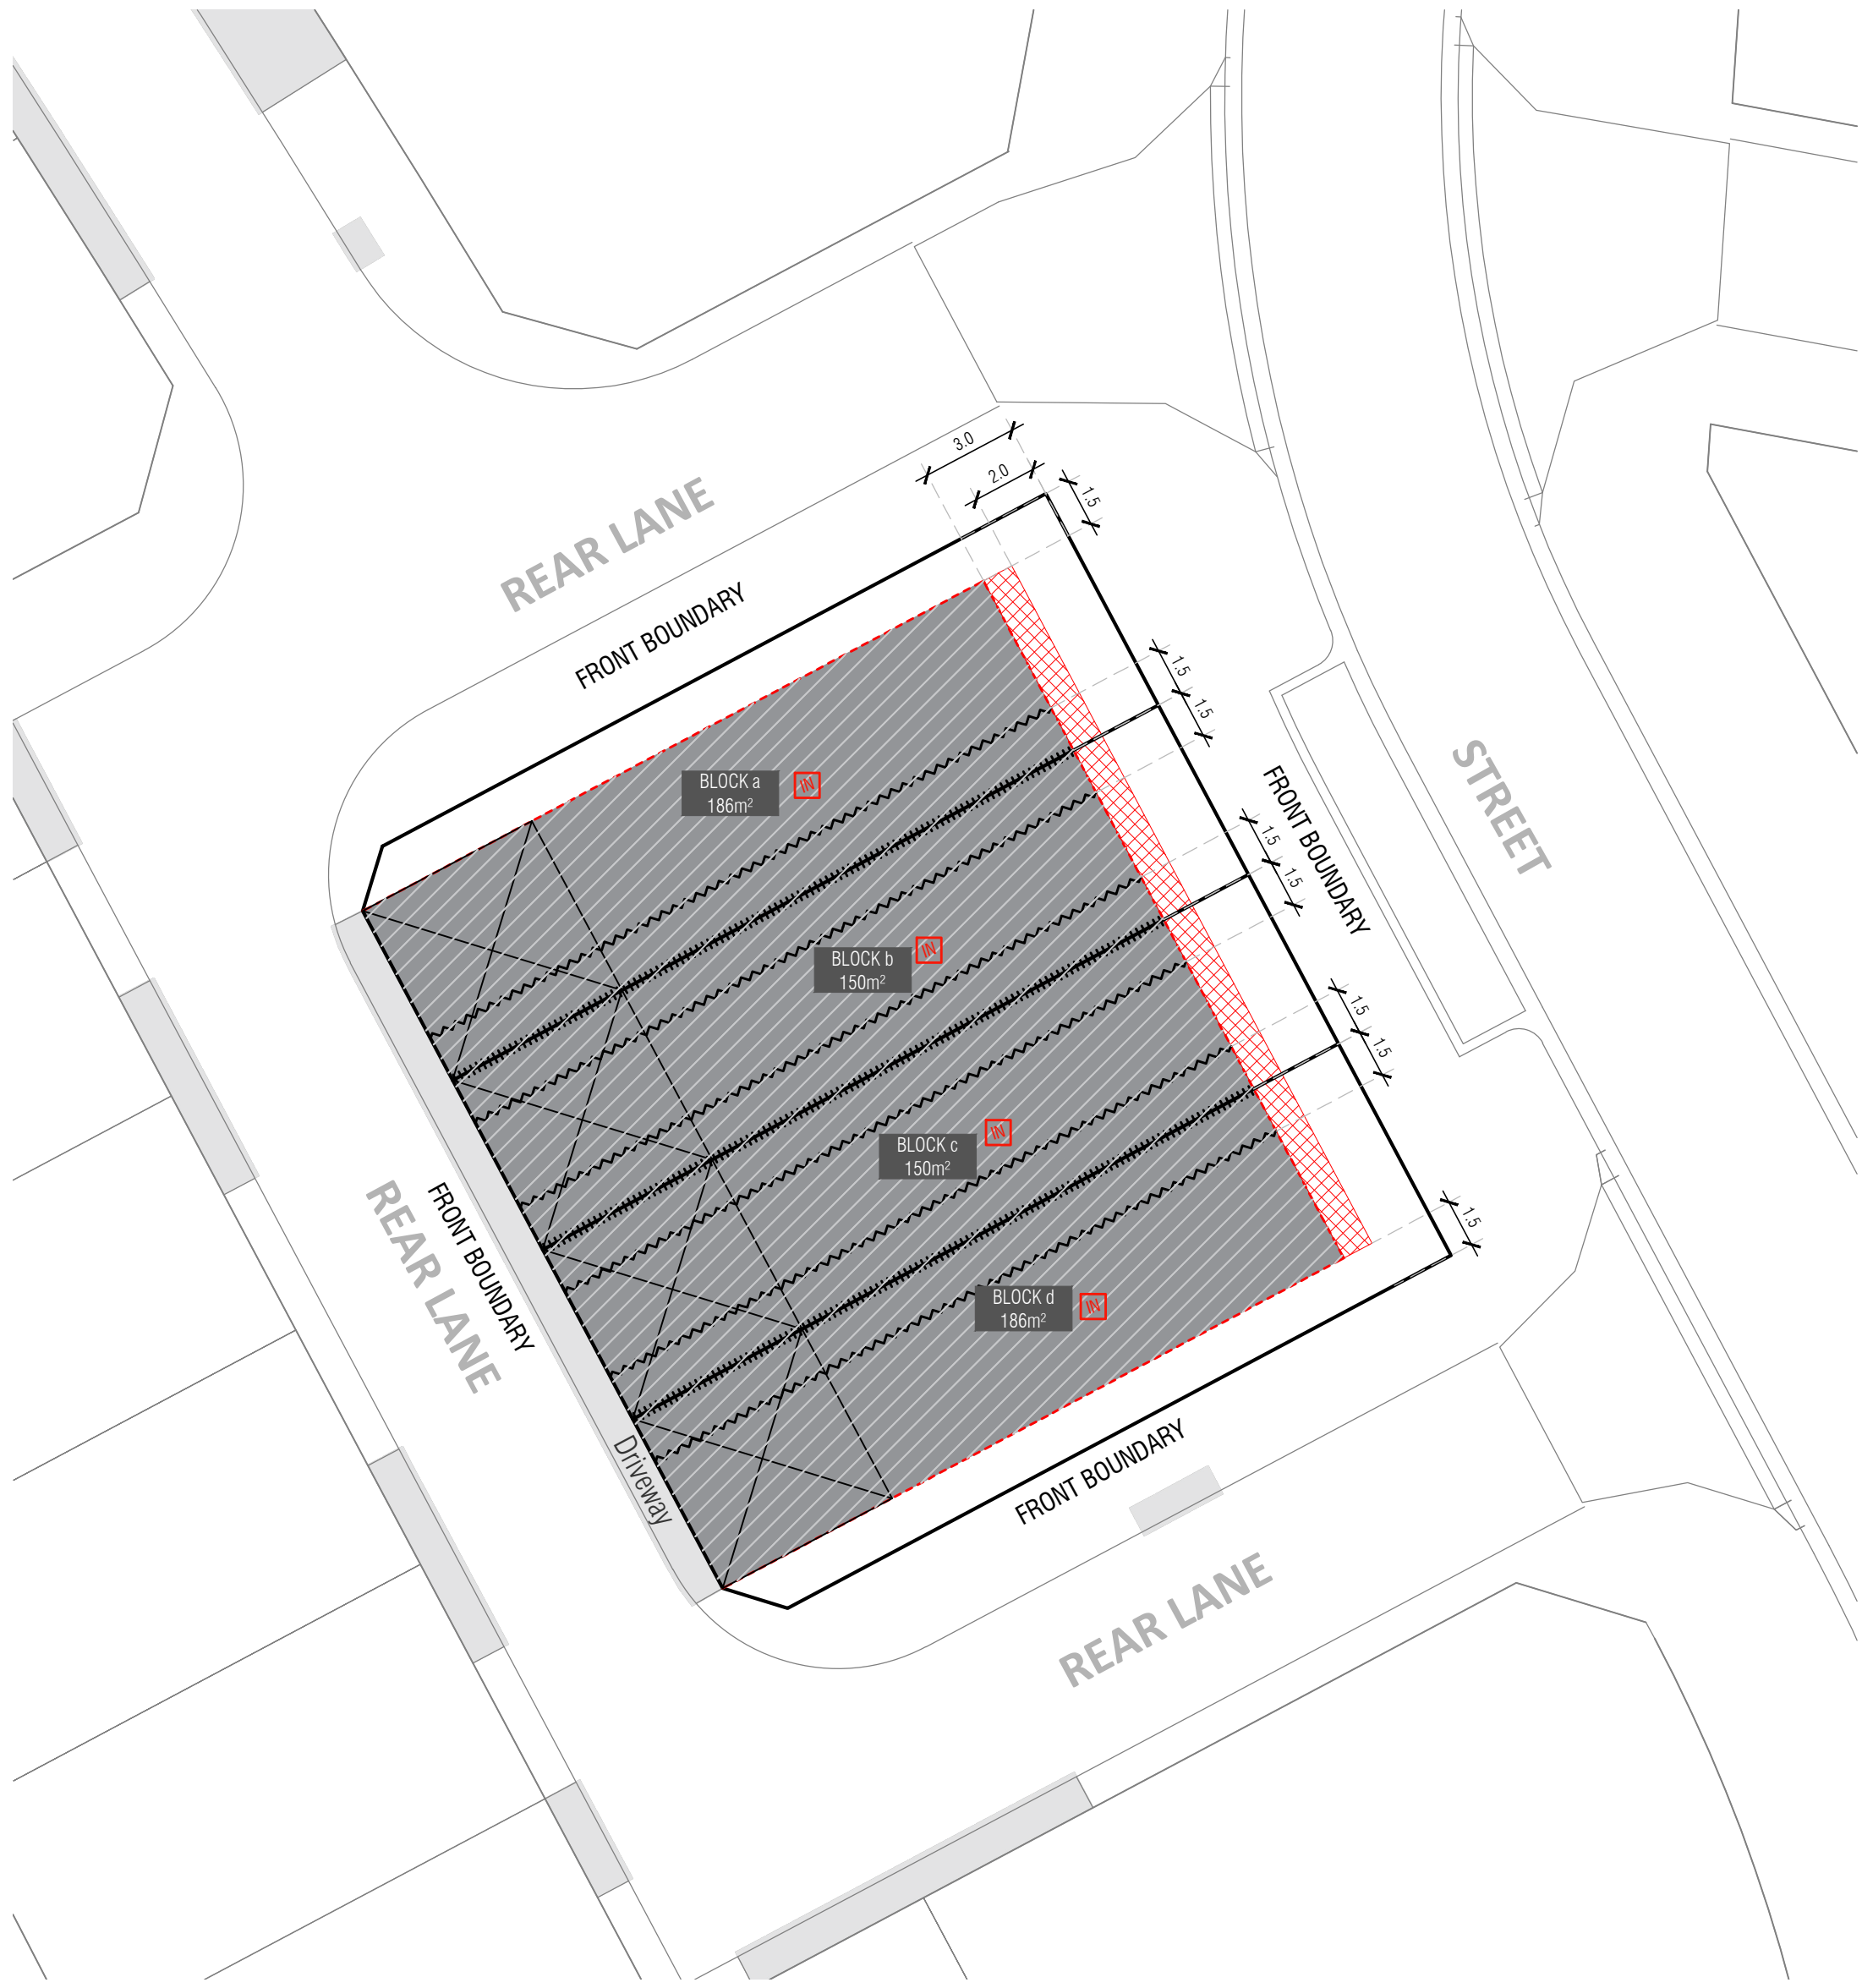 3.0
2.0
1.5
REAR LANE
FRONT BOUNDARY
1.5
1.5
STREET
FRONT BOUNDARY
BLOCK a
186m²
IN
1.5
1.5
BLOCK b
150m²
IN
1.5
1.5
BLOCK c
150m²
IN
REAR LANE
FRONT BOUNDARY
1.5
BLOCK d
186m²
IN
Driveway
FRONT BOUNDARY
REAR LANE